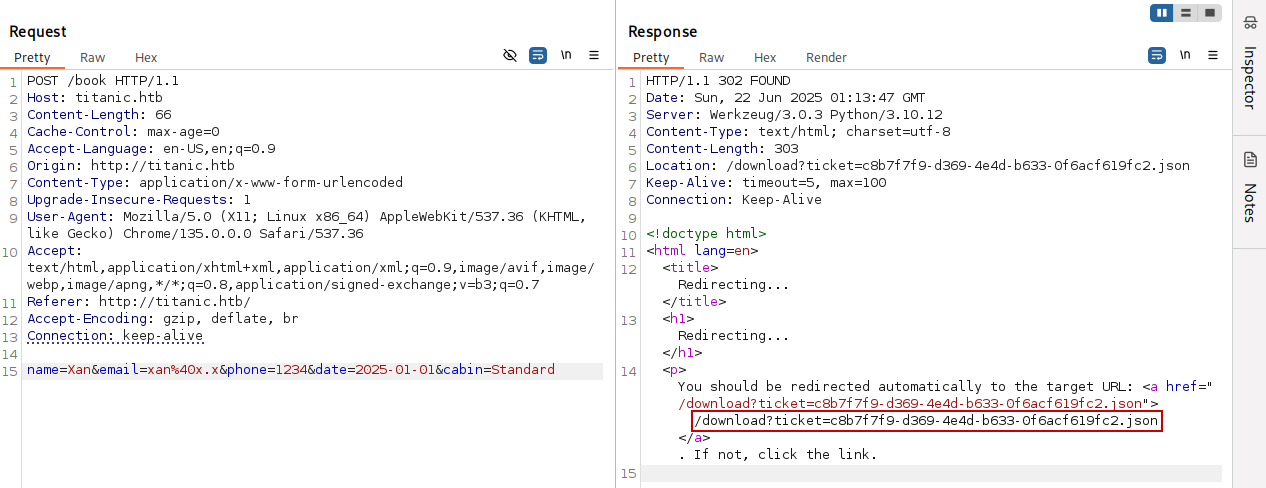 Request
Pretty Raw Hex \n
1 POST /book HTTP/1.1
2 Host: titanic.htb
3 Content-Length: 66
4 Cache-Control: max-age=0
5 Accept-Language: en-US,en;q=0.9
6 Origin: http://titanic.htb
7 Content-Type: application/x-www-form-urlencoded
8 Upgrade-Insecure-Requests: 1
9 User-Agent: Mozilla/5.0 (X11; Linux x86_64) AppleWebKit/537.36 (KHTML,
like Gecko) Chrome/135.0.0.0 Safari/537.36
10 Accept:
text/html,application/xhtml+xml,application/xml;q=0.9,image/avif,image/
webp,image/apng,*/*;q=0.8,application/signed-exchange;v=b3;q=0.7
11 Referer: http://titanic.htb/
12 Accept-Encoding: gzip, deflate, br
13 Connection: keep-alive
14
15 name=Xan&email=xan%40x.x&phone=1234&date=2025-01-01&cabin=Standard
Response
Pretty Raw Hex Render \n
1 HTTP/1.1 302 FOUND
2 Date: Sun, 22 Jun 2025 01:13:47 GMT
3 Server: Werkzeug/3.0.3 Python/3.10.12
4 Content-Type: text/html; charset=utf-8
5 Content-Length: 303
6 Location: /download?ticket=c8b7f7f9-d369-4e4d-b633-0f6acf619fc2.json
7 Keep-Alive: timeout=5, max=100
8 Connection: Keep-Alive
9
10 <!doctype html>
11 <html lang=en>
12 <title>
Redirecting...
</title>
13 <h1>
Redirecting...
</h1>
14 <p>
You should be redirected automatically to the target URL: <a href="
/download?ticket=c8b7f7f9-d369-4e4d-b633-0f6acf619fc2.json">
/download?ticket=c8b7f7f9-d369-4e4d-b633-0f6acf619fc2.json
</a>
. If not, click the link.
15
Inspector
Notes